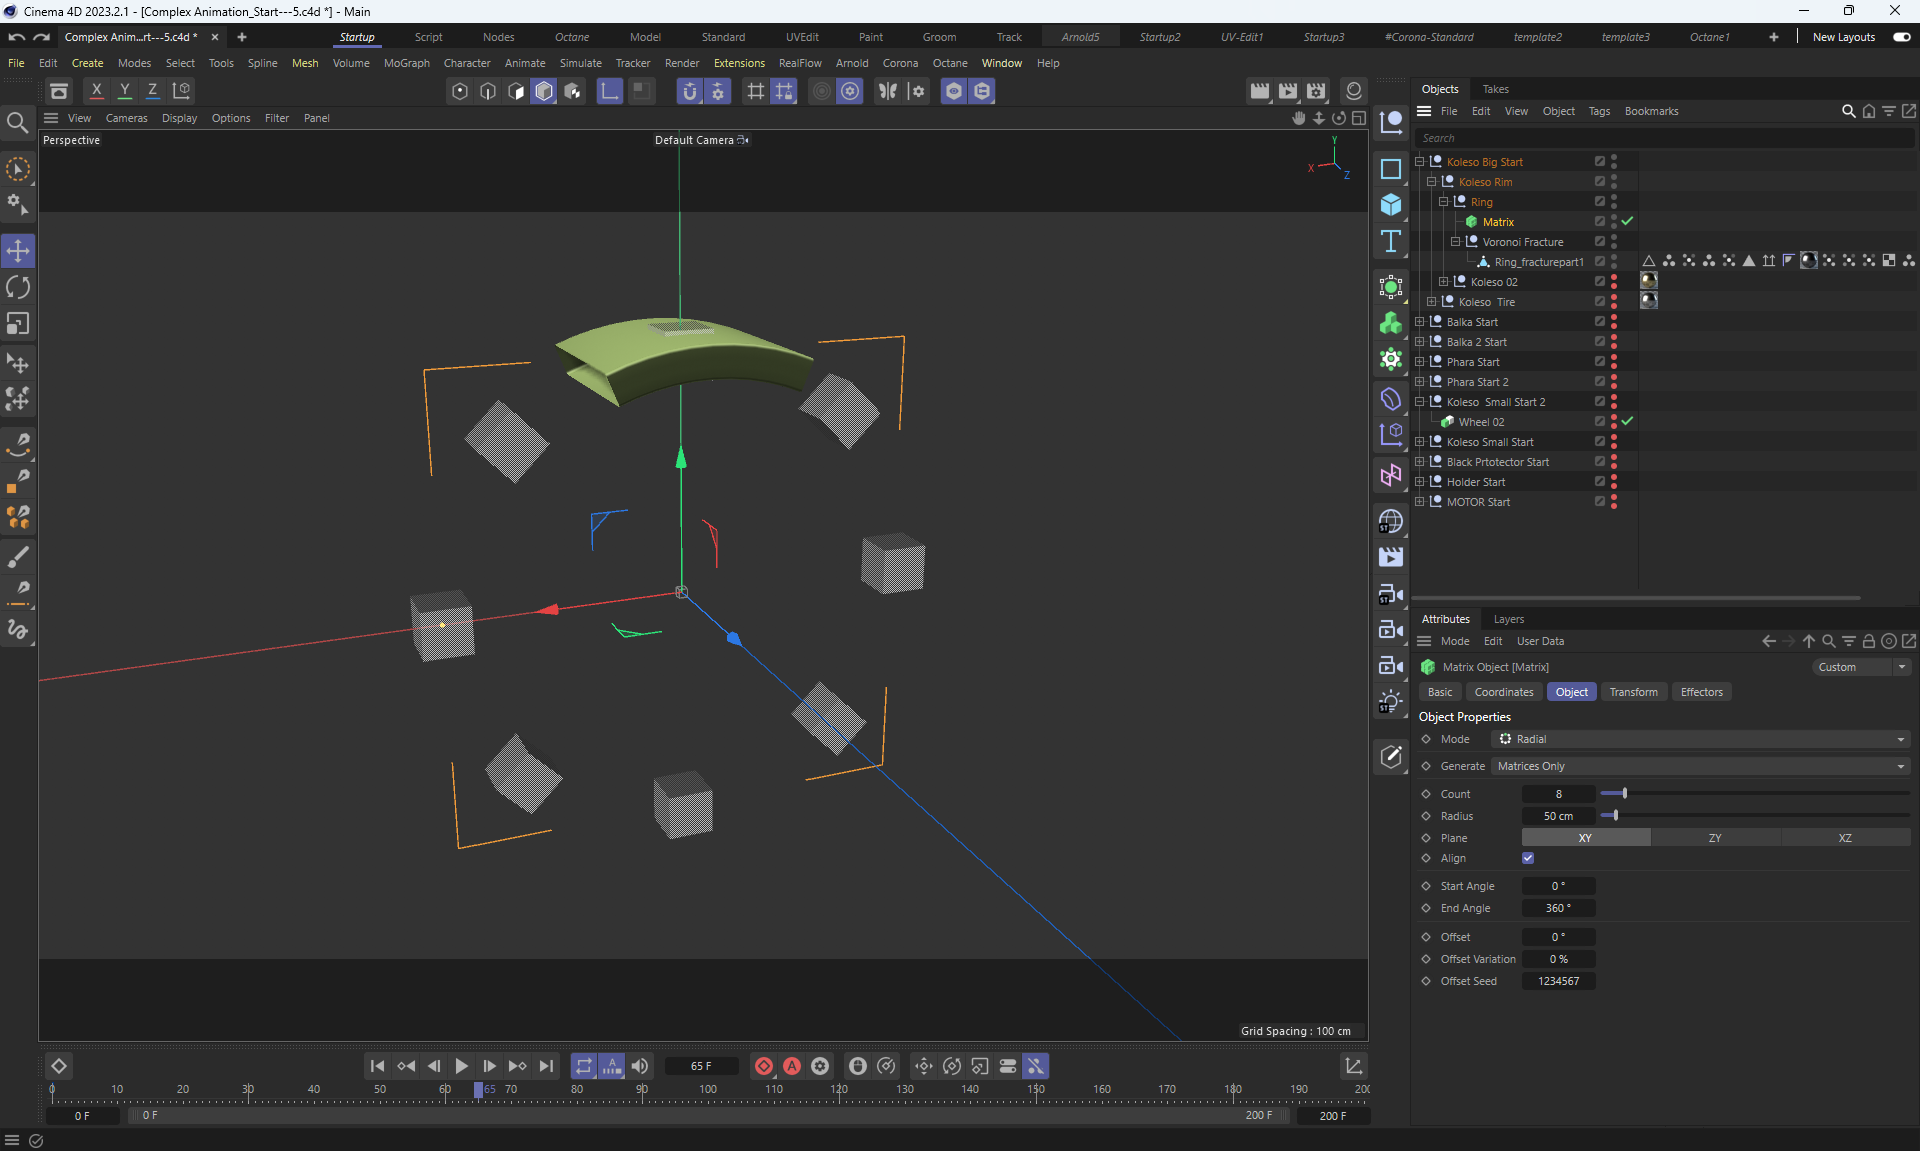 Cinema 4D 2023.2.1 - [Complex Animation_Start---5.c4d *] - Main
Complex Anim...rt---5.c4d *
Startup Script Nodes Octane Model Standard UVEdit Paint Groom Track Arnold5 Startup2 UV-Edit1 Startup3 #Corona-Standard template2 template3 Octane1 New Layouts
File Edit Create Modes Select Tools Spline Mesh Volume MoGraph Character Animate Simulate Tracker Render Extensions RealFlow Arnold Corona Octane Window Help
X Y Z
View Cameras Display Options Filter Panel
Perspective
Default Camera
Y
X
Z
Grid Spacing : 100 cm
Objects Takes
File Edit View Object Tags Bookmarks
Search
Koleso Big Start
Koleso Rim
Ring
Matrix
Voronoi Fracture
Ring_fracturepart1
Koleso 02
Koleso Tire
Balka Start
Balka 2 Start
Phara Start
Phara Start 2
Koleso Small Start 2
Wheel 02
Koleso Small Start
Black Prtotector Start
Holder Start
MOTOR Start
ST
ST
Attributes Layers
Mode Edit User Data
Matrix Object [Matrix]
Custom
Basic Coordinates Object Transform Effectors
Object Properties
Mode Radial
Generate Matrices Only
Count 8
Radius 50 cm
Plane XY ZY XZ
Align
Start Angle 0 °
End Angle 360 °
Offset 0 °
Offset Variation 0 %
Offset Seed 1234567
65 F
0 10 20 30 40 50 60 65 70 80 90 100 110 120 130 140 150 160 170 180 190 200
0 F 0 F 200 F 200 F